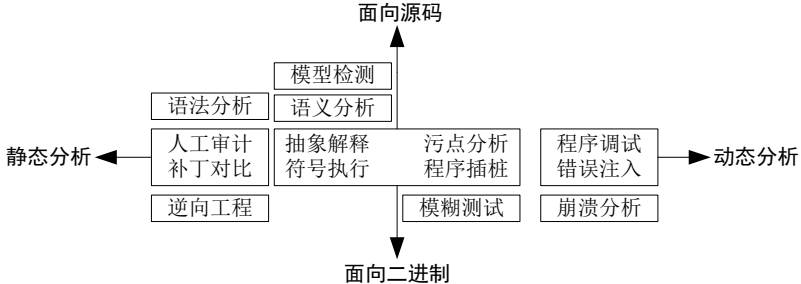 面向源码
模型检测
语法分析
语义分析
静态分析
人工审计
补丁对比
抽象解释 污点分析
符号执行 程序插桩
程序调试
错误注入
动态分析
逆向工程
模糊测试
崩溃分析
面向二进制